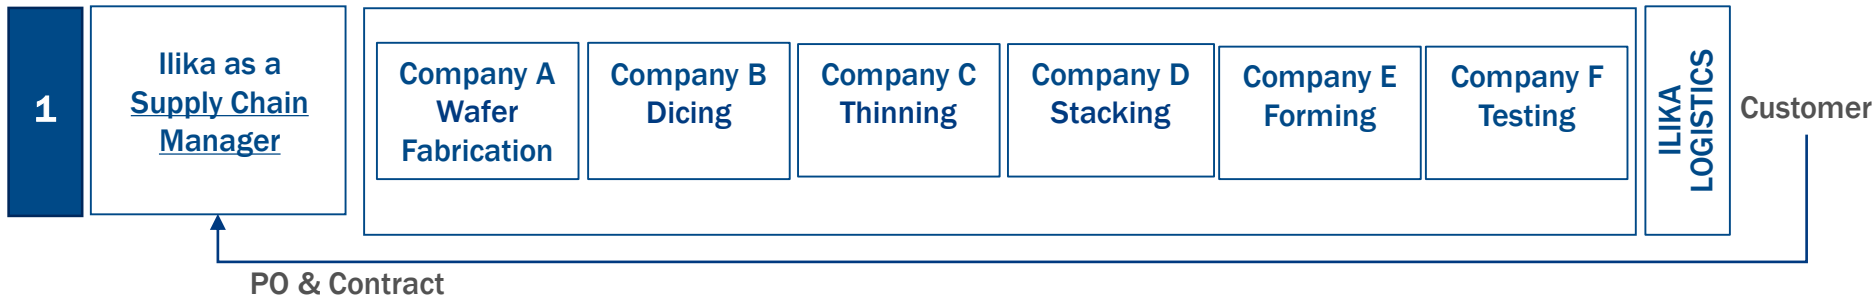 1
Ilika as a
Supply Chain
Manager
Company A
Wafer
Fabrication
Company B
Dicing
Company C
Thinning
Company D
Stacking
Company E
Forming
Company F
Testing
ILIKA
LOGISTICS
Customer
PO & Contract